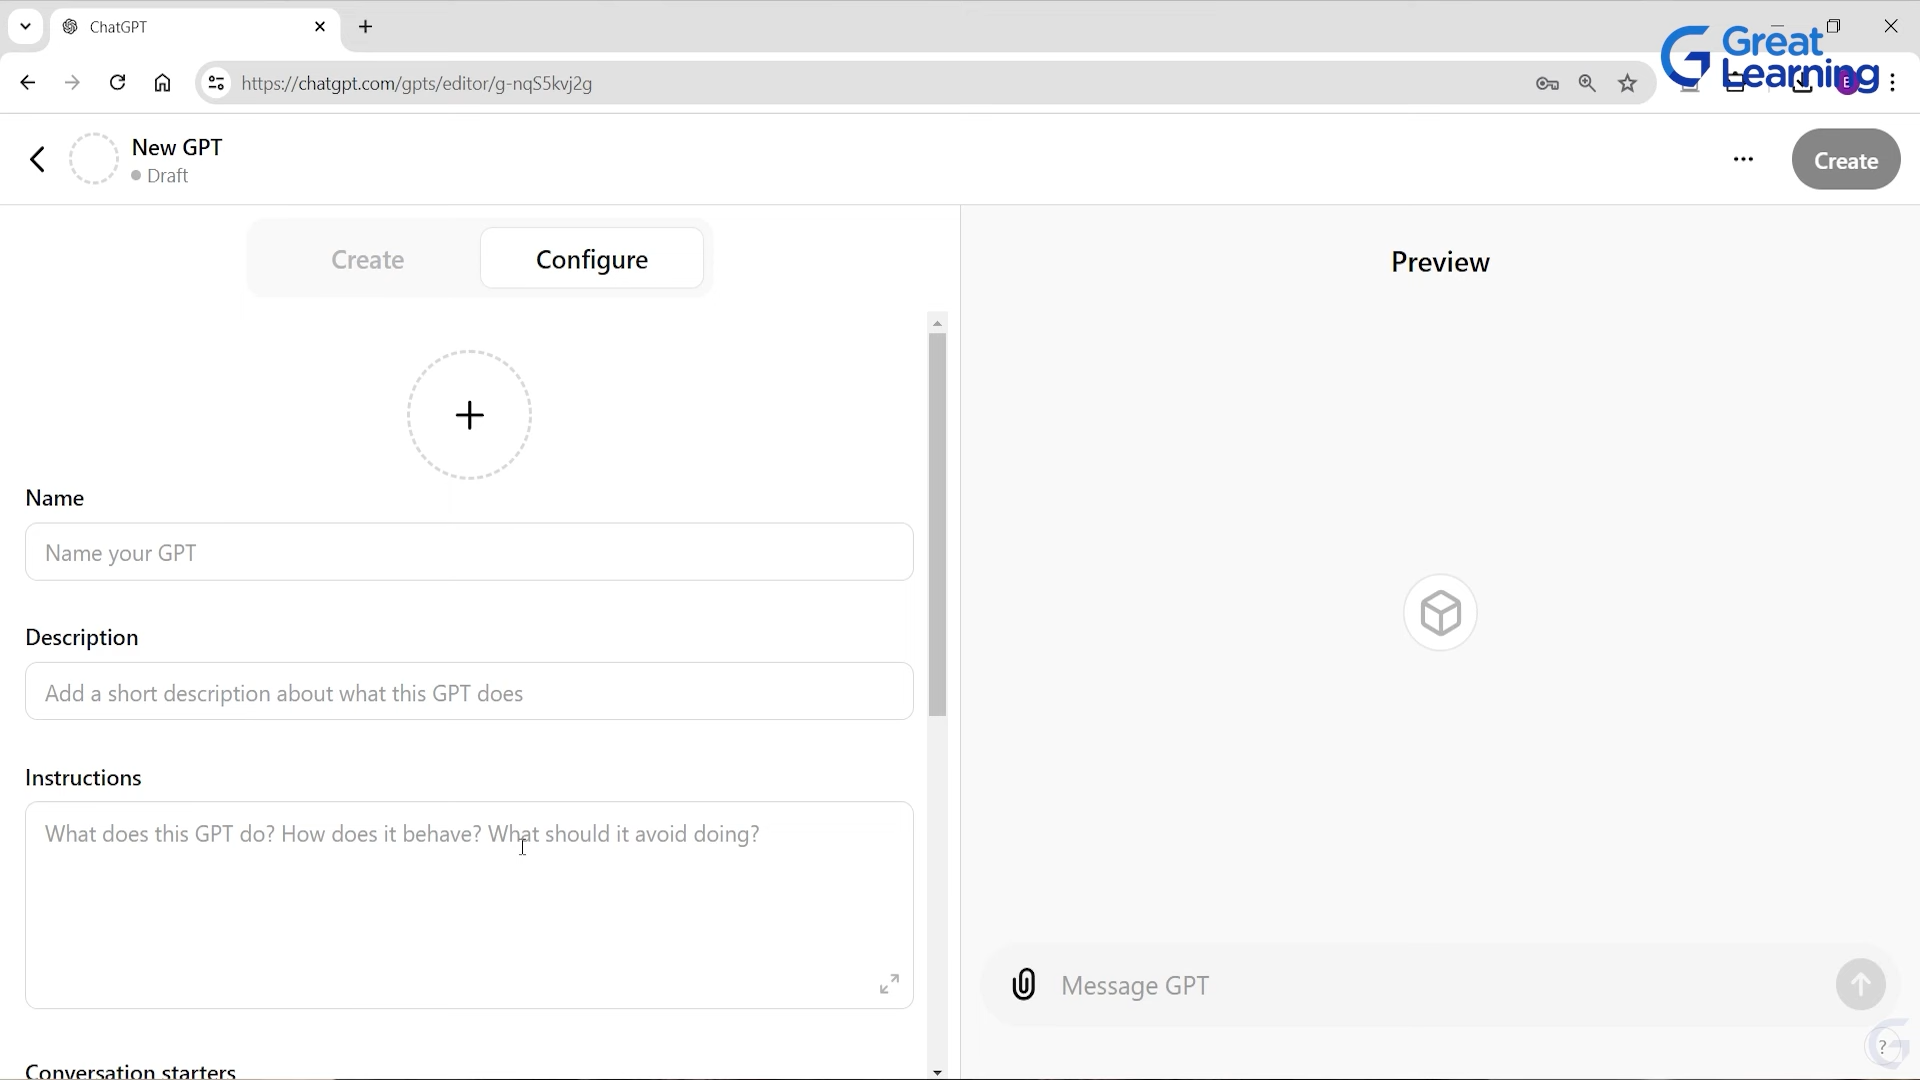 ChatGPT
https://chatgpt.com/gpts/editor/g-nqS5kvj2g
Great
Learning
E
New GPT
Draft
Create
Create
Configure
Preview
Name
Name your GPT
Description
Add a short description about what this GPT does
Instructions
What does this GPT do? How does it behave? What should it avoid doing?
Message GPT
?
Conversation starters